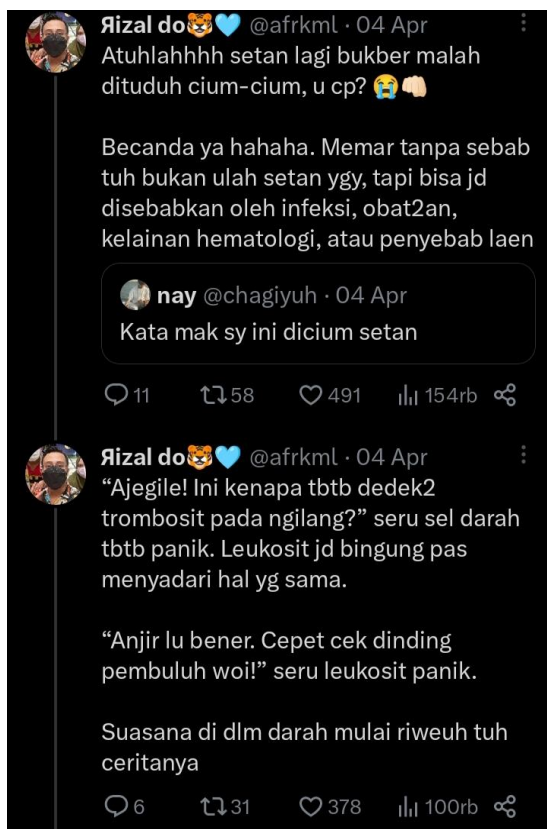 Яizal do🐯🩵 @afrkml · 04 Apr
Atuhlahhhh setan lagi bukber malah
dituduh cium-cium, u cp? 😭👊🏻
Becanda ya hahaha. Memar tanpa sebab
tuh bukan ulah setan ygy, tapi bisa jd
disebabkan oleh infeksi, obat2an,
kelainan hematologi, atau penyebab laen
nay @chagiyuh · 04 Apr
Kata mak sy ini dicium setan
11 58 491 154rb
Яizal do🐯🩵 @afrkml · 04 Apr
“Ajegile! Ini kenapa tbtb dedek2
trombosit pada ngilang?” seru sel darah
tbtb panik. Leukosit jd bingung pas
menyadari hal yg sama.
“Anjir lu bener. Cepet cek dinding
pembuluh woi!” seru leukosit panik.
Suasana di dlm darah mulai riweuh tuh
ceritanya
6 31 378 100rb